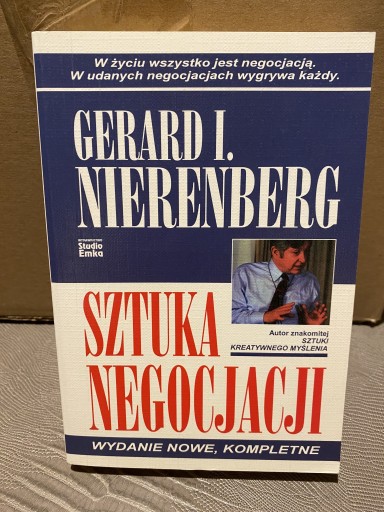 W życiu wszystko jest negocjacją.
W udanych negocjacjach wygrywa każdy.
GERARD I.
NIERENBERG
WYDAWNICTWO
Studio
Emka
Autor znakomitej
SZTUKI
KREATYWNEGO MYŚLENIA
SZTUKA
NEGOCJACJI
WYDANIE NOWE, KOMPLETNE